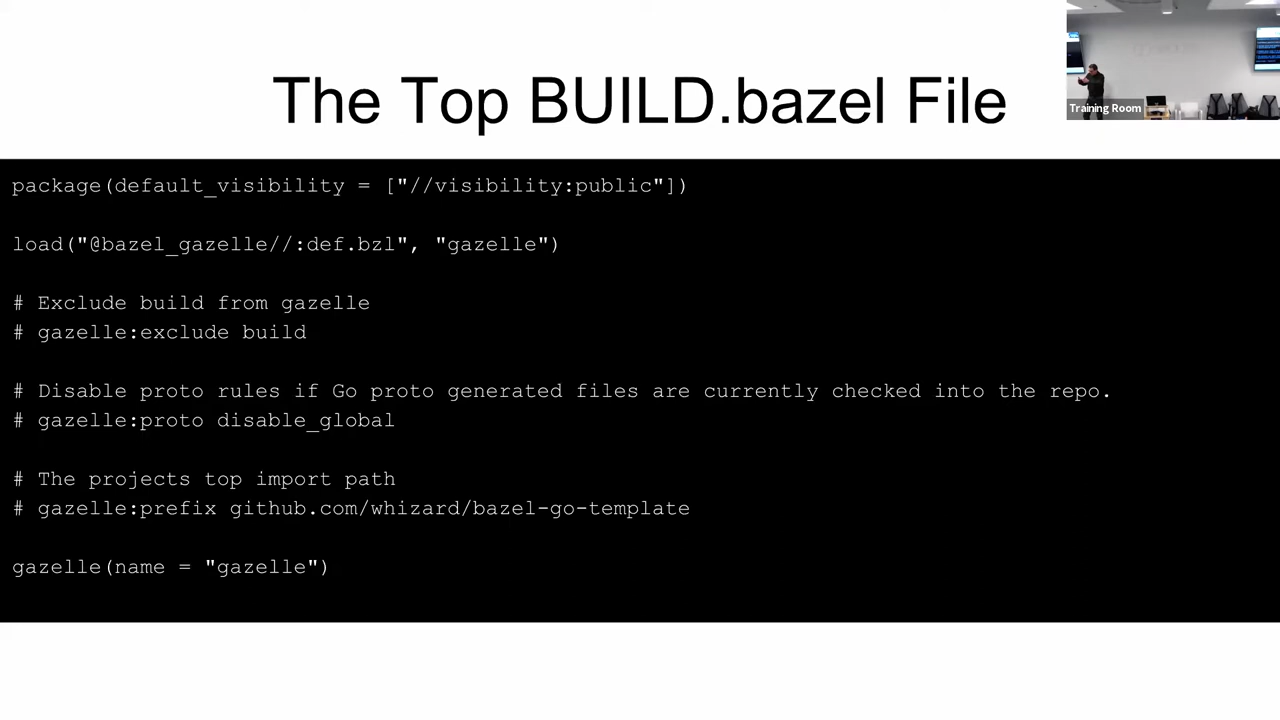 The Top BUILD.bazel File
Training Room
package(default_visibility = ["//visibility:public"])
load("@bazel_gazelle//:def.bzl", "gazelle")
# Exclude build from gazelle
# gazelle:exclude build
# Disable proto rules if Go proto generated files are currently checked into the repo.
# gazelle:proto disable_global
# The projects top import path
# gazelle:prefix github.com/whizard/bazel-go-template
gazelle(name = "gazelle")